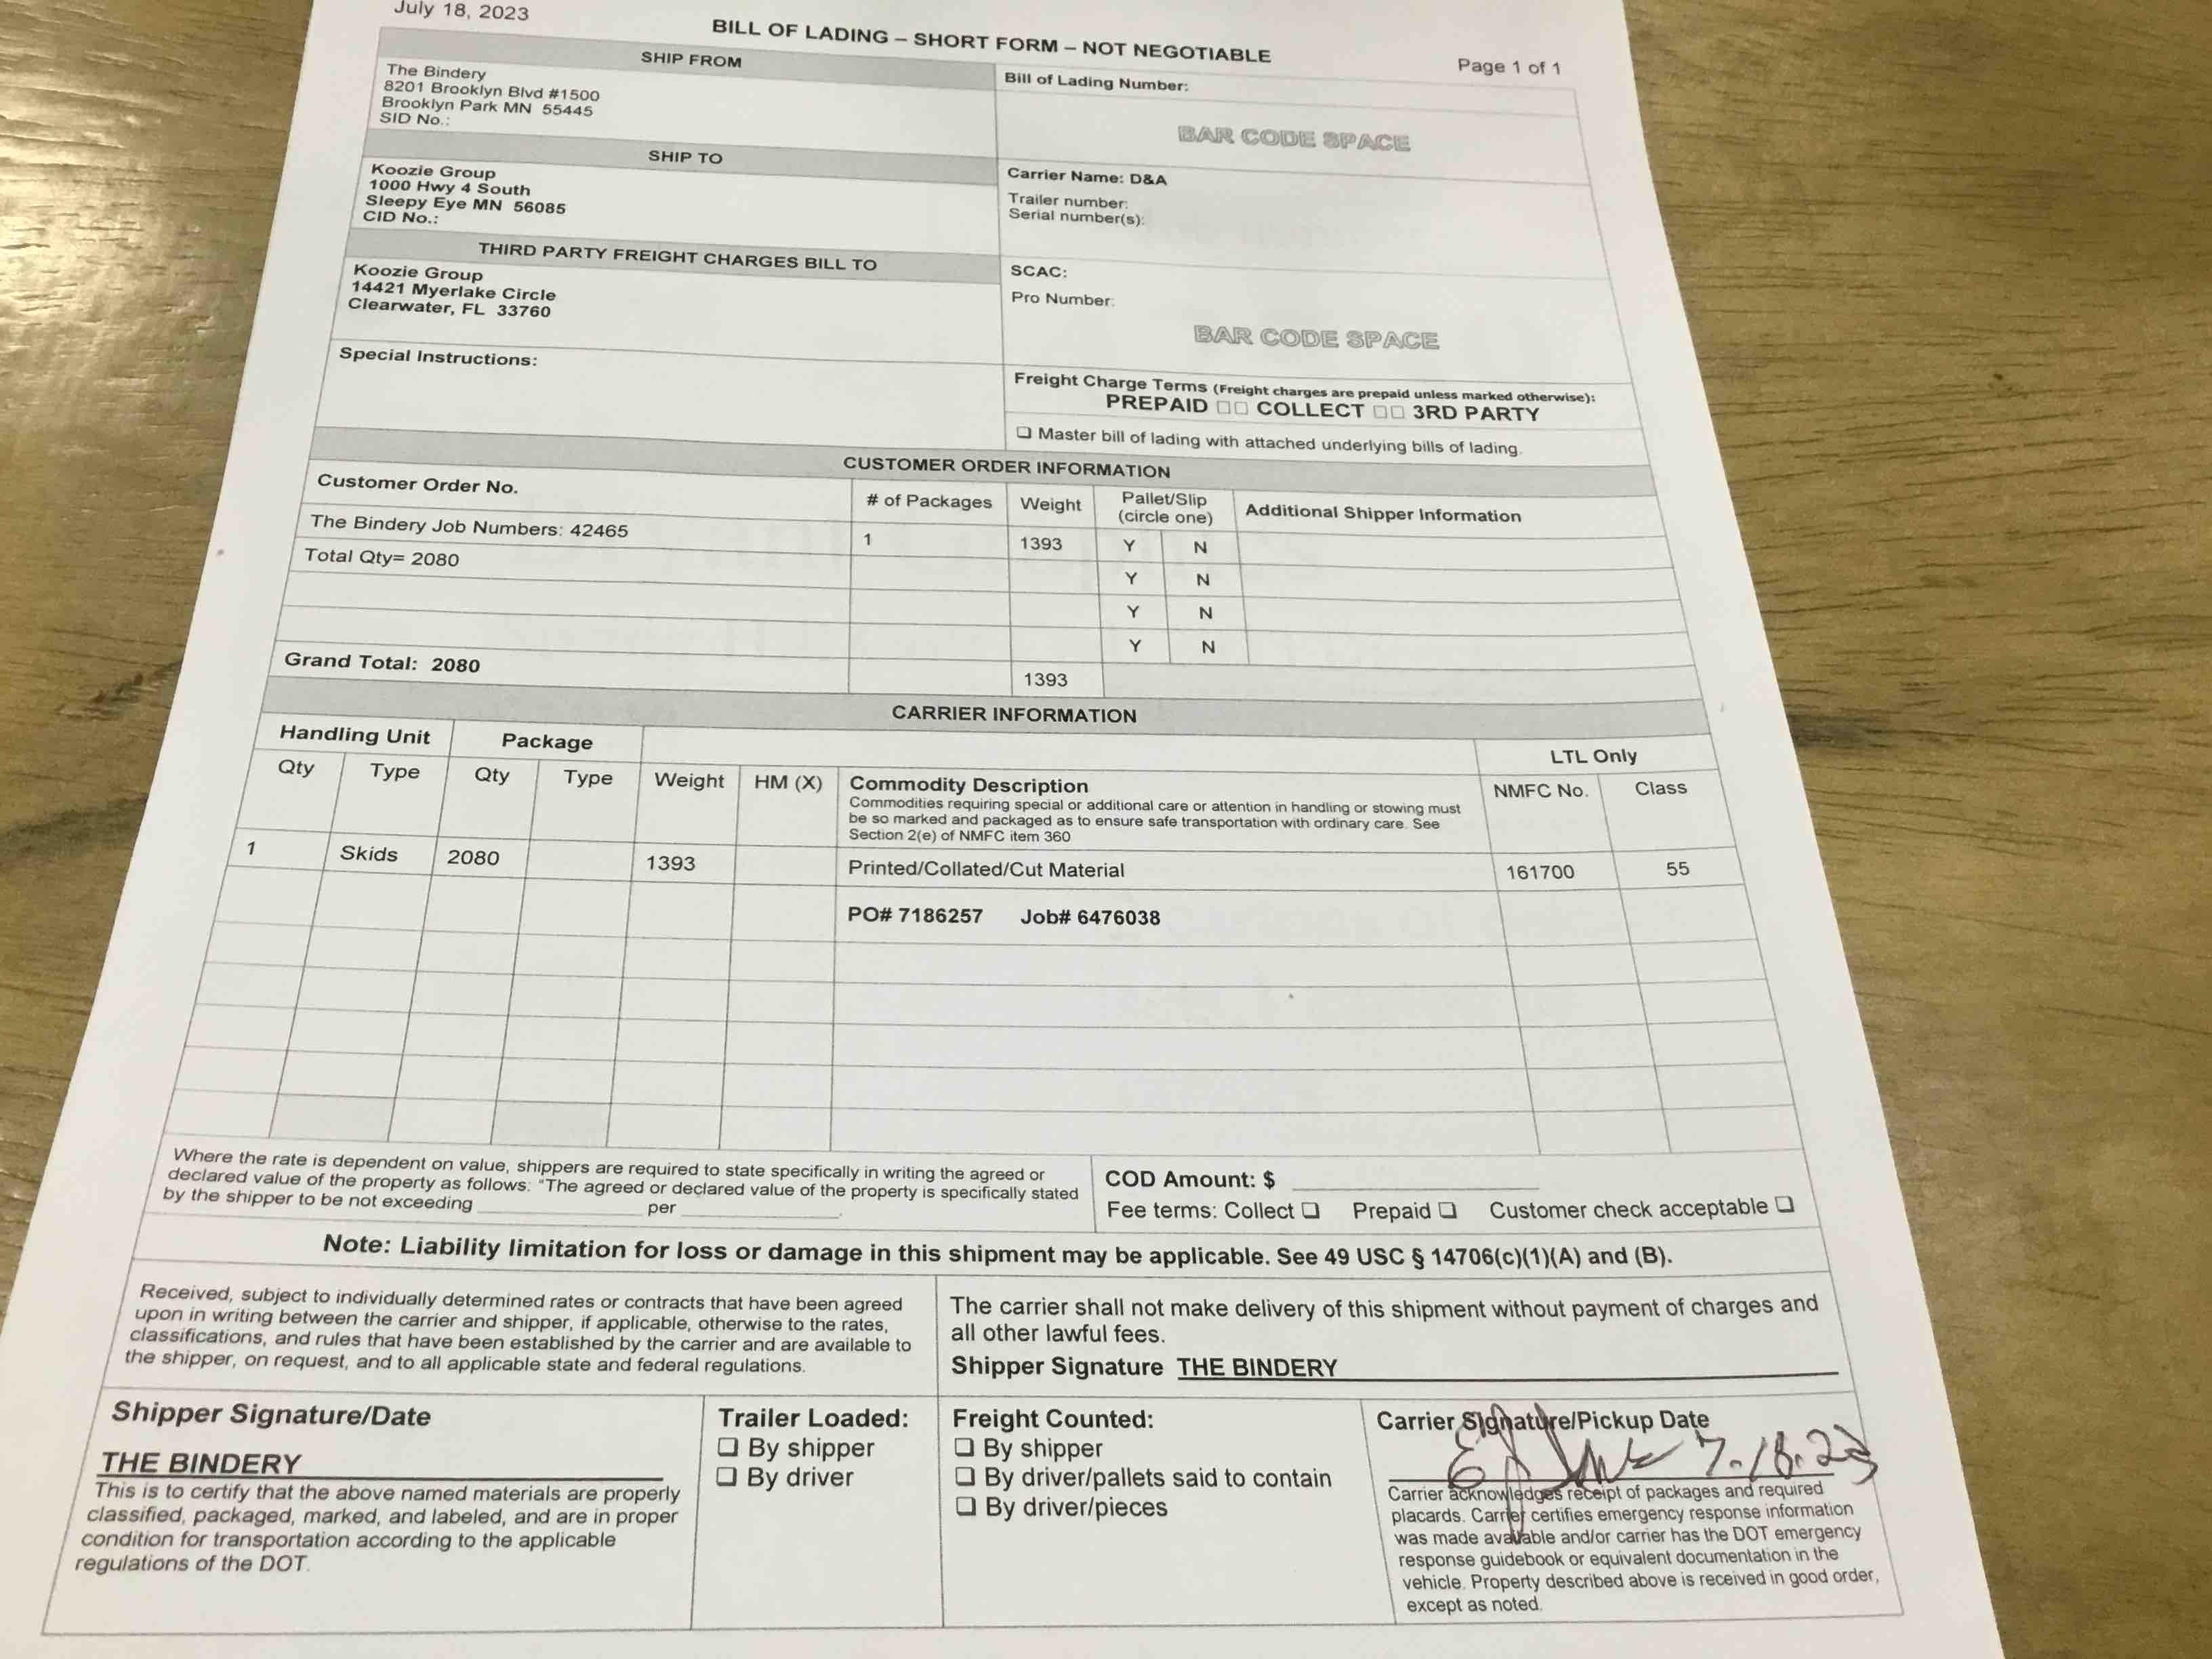 July 18, 2023
BILL OF LADING – SHORT FORM – NOT NEGOTIABLE
Page 1 of 1
SHIP FROM
The Bindery
8201 Brooklyn Blvd #1500
Brooklyn Park MN 55445
SID No.:
Bill of Lading Number:
BAR CODE SPACE
SHIP TO
Koozie Group
1000 Hwy 4 South
Sleepy Eye MN 56085
CID No.:
Carrier Name: D&A
Trailer number:
Serial number(s):
THIRD PARTY FREIGHT CHARGES BILL TO
Koozie Group
14421 Myerlake Circle
Clearwater, FL 33760
SCAC:
Pro Number:
BAR CODE SPACE
Special Instructions:
Freight Charge Terms (Freight charges are prepaid unless marked otherwise):
PREPAID ☐☐ COLLECT ☐☐ 3RD PARTY
❏ Master bill of lading with attached underlying bills of lading.
CUSTOMER ORDER INFORMATION
Customer Order No. # of Packages Weight Pallet/Slip (circle one) Additional Shipper Information
The Bindery Job Numbers: 42465 1 1393 Y N
Total Qty= 2080 Y N
Y N
Y N
Grand Total: 2080 1393
CARRIER INFORMATION
Handling Unit Package LTL Only
Qty Type Qty Type Weight HM (X) Commodity Description NMFC No. Class
Commodities requiring special or additional care or attention in handling or stowing must
be so marked and packaged as to ensure safe transportation with ordinary care. See
Section 2(e) of NMFC item 360
1 Skids 2080 1393 Printed/Collated/Cut Material 161700 55
PO# 7186257 Job# 6476038
Where the rate is dependent on value, shippers are required to state specifically in writing the agreed or
declared value of the property as follows: "The agreed or declared value of the property is specifically stated
by the shipper to be not exceeding ____________ per ____________.
COD Amount: $ ____________
Fee terms: Collect ❏ Prepaid ❏ Customer check acceptable ❏
Note: Liability limitation for loss or damage in this shipment may be applicable. See 49 USC § 14706(c)(1)(A) and (B).
Received, subject to individually determined rates or contracts that have been agreed
upon in writing between the carrier and shipper, if applicable, otherwise to the rates,
classifications, and rules that have been established by the carrier and are available to
the shipper, on request, and to all applicable state and federal regulations.
The carrier shall not make delivery of this shipment without payment of charges and
all other lawful fees.
Shipper Signature THE BINDERY
Shipper Signature/Date
THE BINDERY
This is to certify that the above named materials are properly
classified, packaged, marked, and labeled, and are in proper
condition for transportation according to the applicable
regulations of the DOT.
Trailer Loaded:
❏ By shipper
❏ By driver
Freight Counted:
❏ By shipper
❏ By driver/pallets said to contain
❏ By driver/pieces
Carrier Signature/Pickup Date
7.18.23
Carrier acknowledges receipt of packages and required
placards. Carrier certifies emergency response information
was made available and/or carrier has the DOT emergency
response guidebook or equivalent documentation in the
vehicle. Property described above is received in good order,
except as noted.